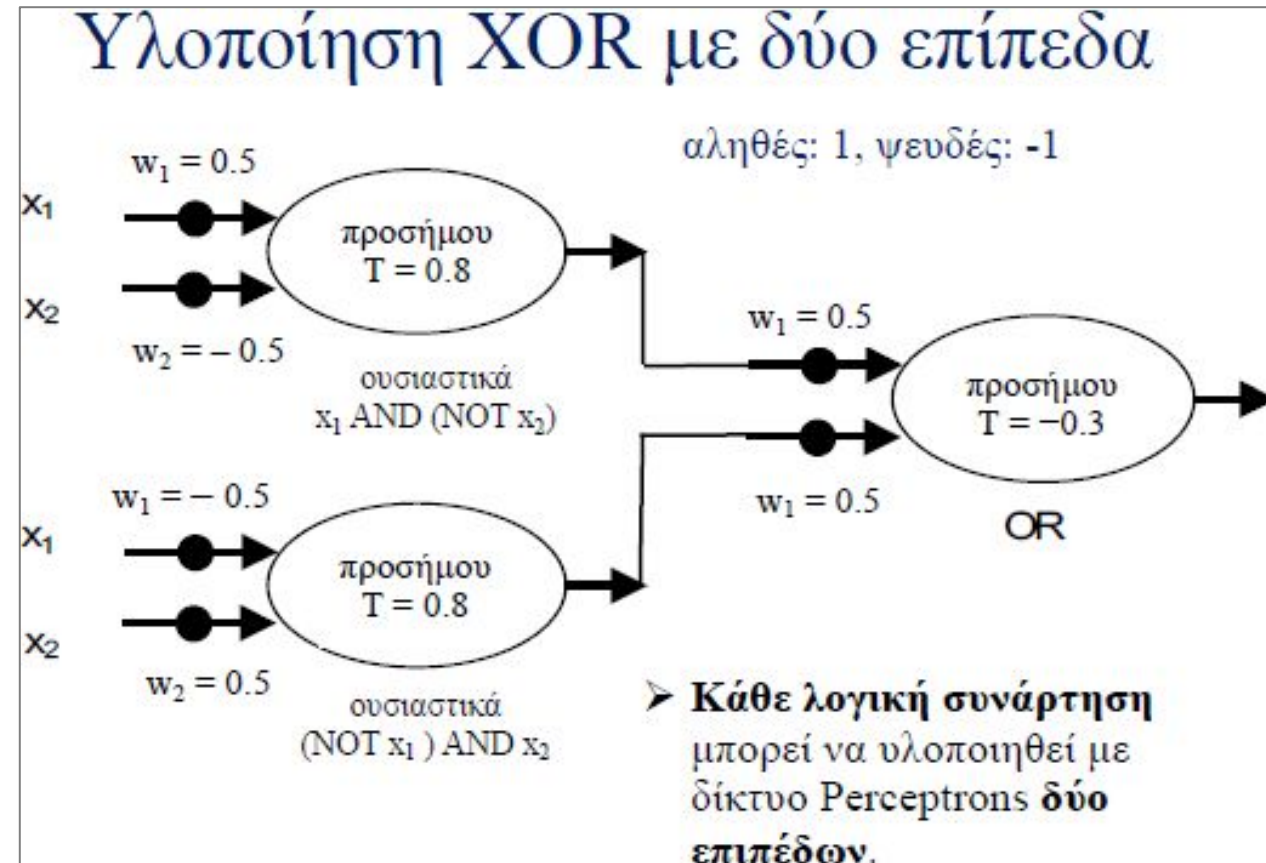 Υλοποίηση XOR με δύο επίπεδα
αληθές: 1, ψευδές: -1
w₁ = 0.5
x₁
x₂
w₂ = – 0.5
προσήμου
T = 0.8
ουσιαστικά
x₁ AND (NOT x₂)
w₁ = – 0.5
x₁
x₂
w₂ = 0.5
προσήμου
T = 0.8
ουσιαστικά
(NOT x₁ ) AND x₂
w₁ = 0.5
w₁ = 0.5
προσήμου
T = −0.3
OR
➢ Κάθε λογική συνάρτηση
μπορεί να υλοποιηθεί με
δίκτυο Perceptrons δύο
επιπέδων.